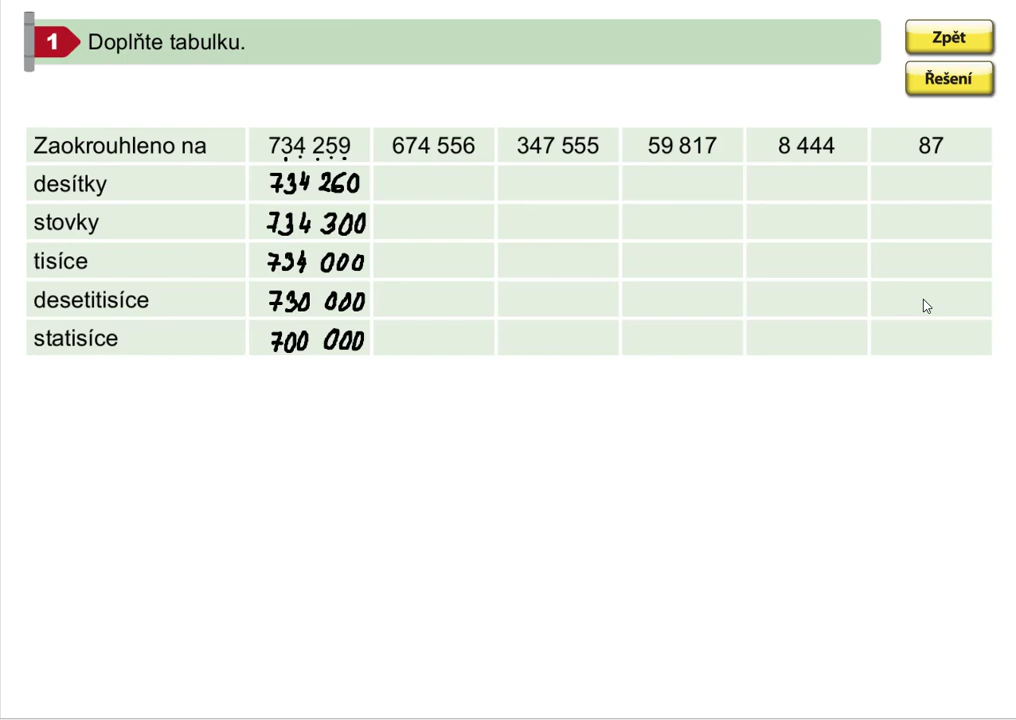 1 Doplňte tabulku.
Zpět
Řešení
Zaokrouhleno na 734 259 674 556 347 555 59 817 8 444 87
desítky 734 260
stovky 734 300
tisíce 734 000
desetitisíce 730 000
statisíce 700 000